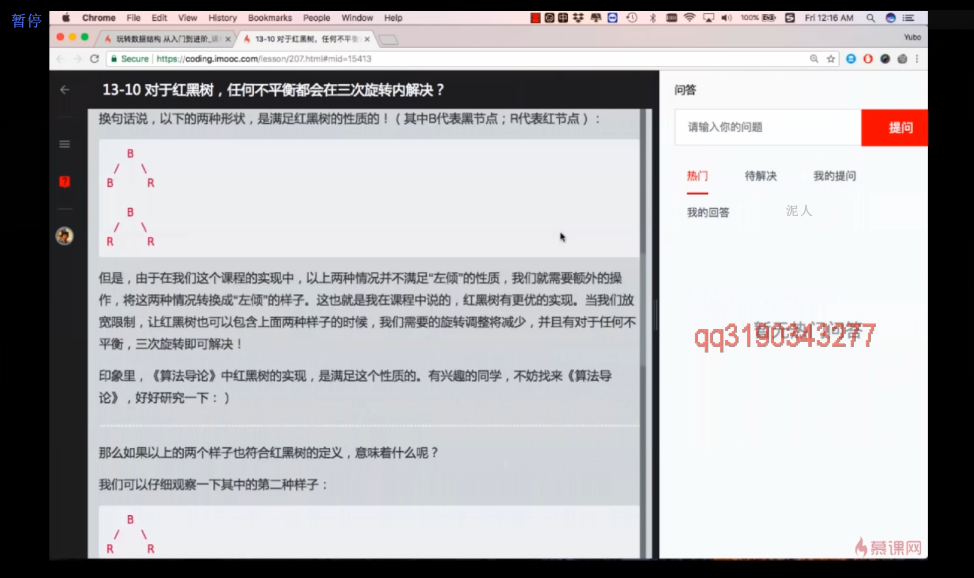 暂停
Chrome File Edit View History Bookmarks People Window Help
100% Fri 12:16 AM
玩转数据结构 从入门到进阶
13-10 对于红黑树,任何不平
Yubo
Secure https://coding.imooc.com/lesson/207.html#mid=15413
13-10 对于红黑树,任何不平衡都会在三次旋转内解决?
换句话说,以下的两种形状,是满足红黑树的性质的!(其中B代表黑节点;R代表红节点):
B
/ \
B R
B
/ \
R R
但是,由于在我们这个课程的实现中,以上两种情况并不满足“左倾”的性质,我们就需要额外的操
作,将这两种情况转换成“左倾”的样子。这也就是我在课程中说的,红黑树有更优的实现。当我们放
宽限制,让红黑树也可以包含上面两种样子的时候,我们需要的旋转调整将减少,并且有对于任何不
平衡,三次旋转即可解决!
印象里,《算法导论》中红黑树的实现,是满足这个性质的。有兴趣的同学,不妨找来《算法导
论》,好好研究一下:)
那么如果以上的两个样子也符合红黑树的定义,意味着什么呢?
我们可以仔细观察一下其中的第二种样子:
B
/ \
R R
问答
请输入你的问题
提问
热门 待解决 我的提问
我的回答
泥人
暂无热门问答
qq3190343277
慕课网